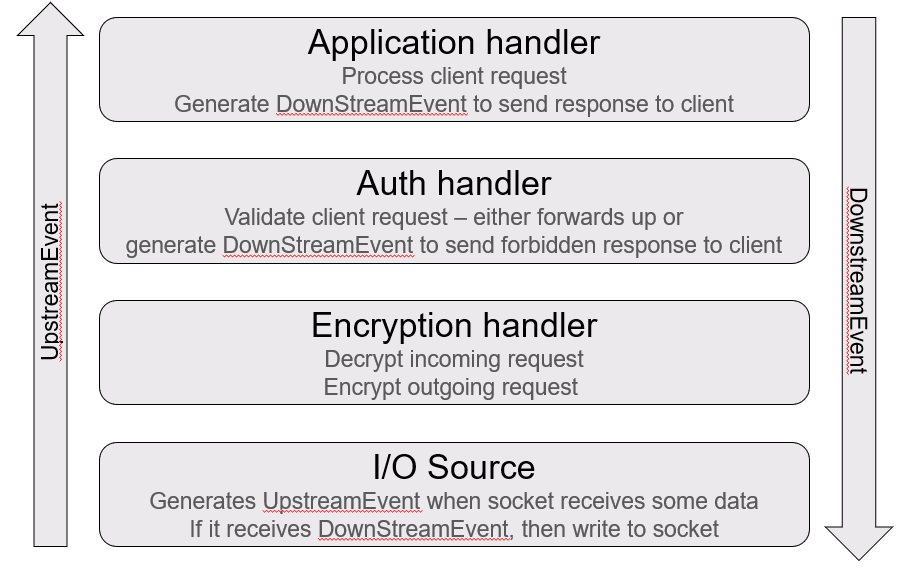 Application handler
Process client request
Generate DownStreamEvent to send response to client
Auth handler
Validate client request – either forwards up or
generate DownStreamEvent to send forbidden response to client
Encryption handler
Decrypt incoming request
Encrypt outgoing request
I/O Source
Generates UpstreamEvent when socket receives some data
If it receives DownStreamEvent, then write to socket
UpstreamEvent
DownstreamEvent